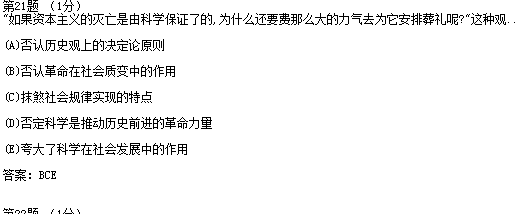 第21题 （1分）
"如果资本主义的灭亡是由科学保证了的,为什么还要费那么大的力气去为它安排葬礼呢?"这种观..
(A)否认历史观上的决定论原则
(B)否认革命在社会质变中的作用
(C)抹煞社会规律实现的特点
(D)否定科学是推动历史前进的革命力量
(E)夸大了科学在社会发展中的作用
答案：BCE
第22题 （1分）